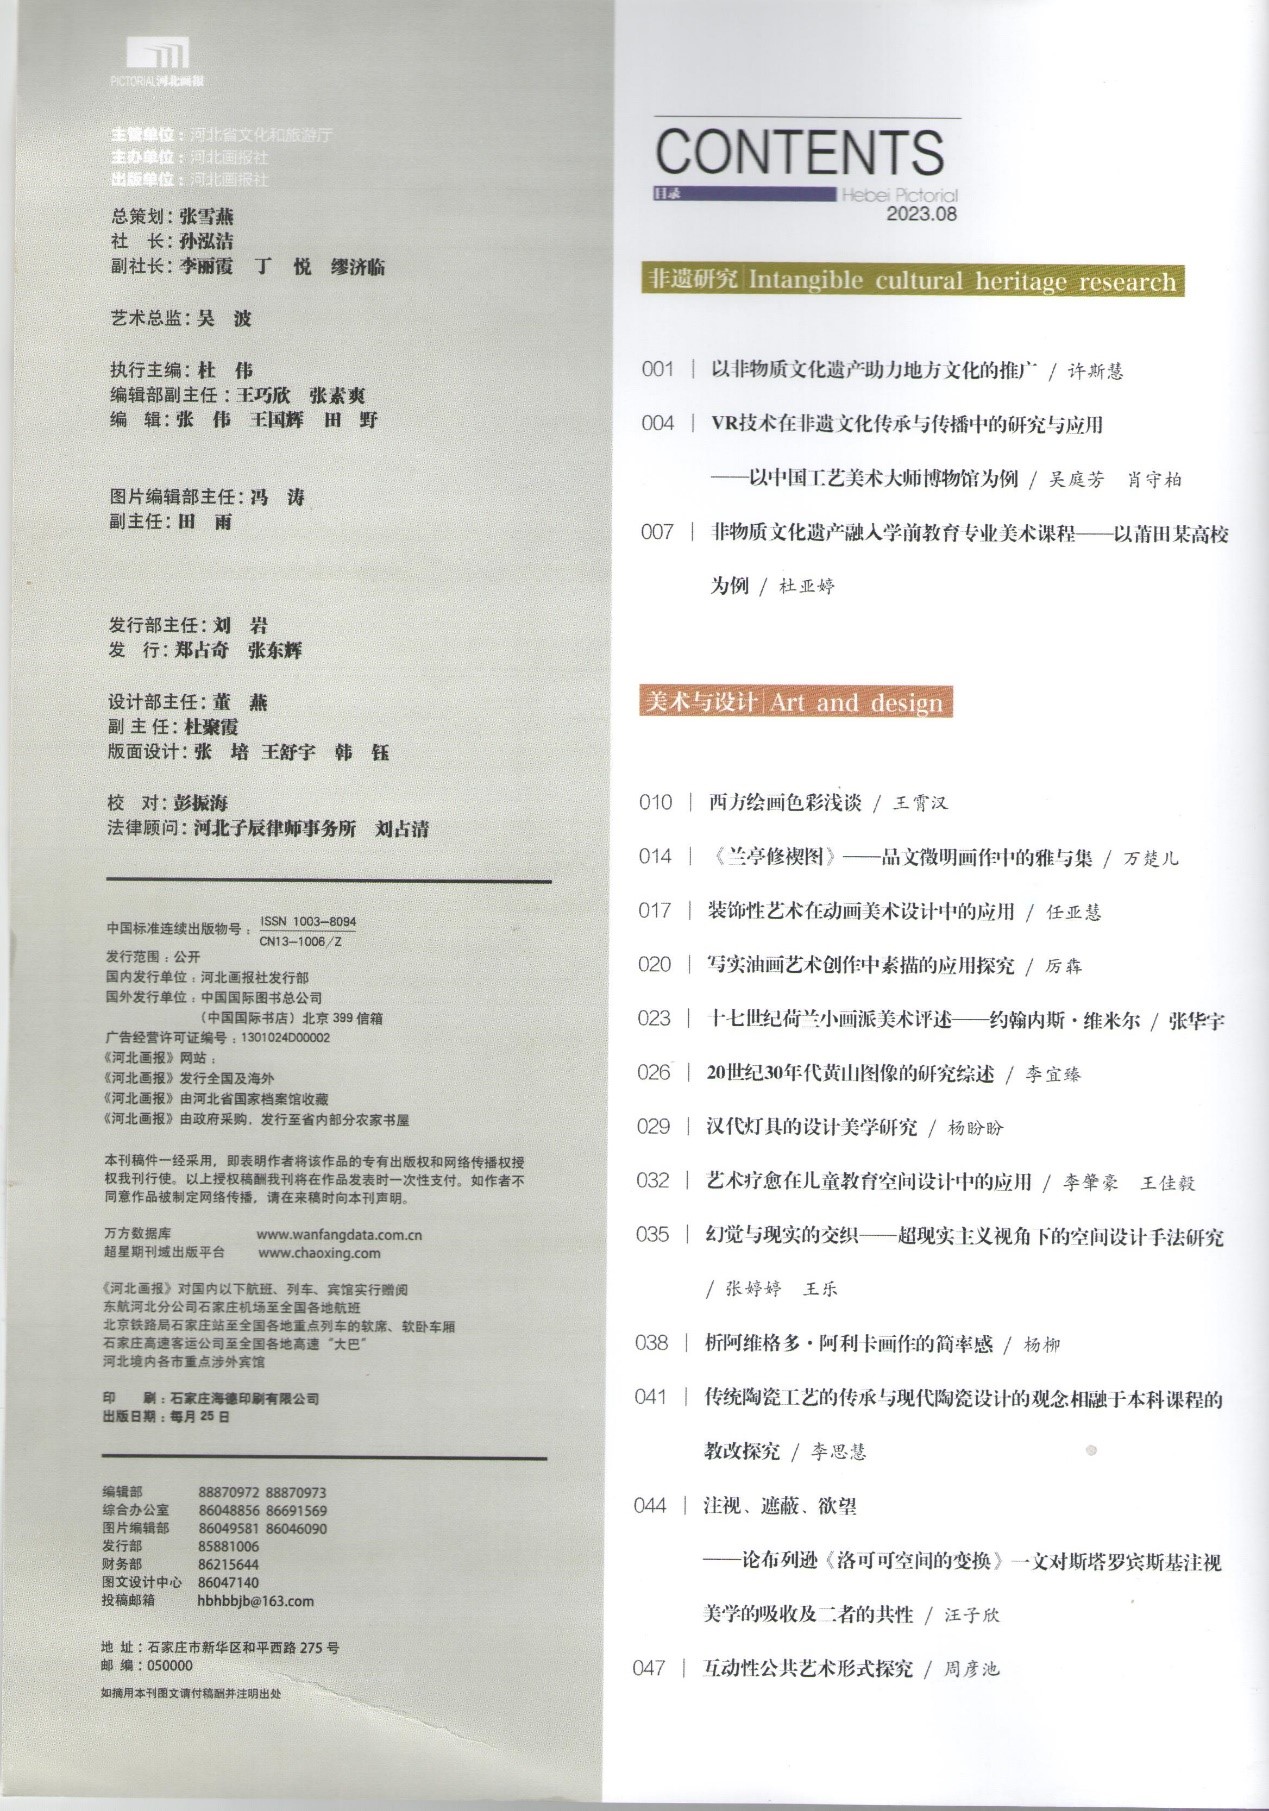 PICTORIAL河北画报
主管单位：河北省文化和旅游厅
主办单位：河北画报社
出版单位：河北画报社
总策划：张雪燕
社　长：孙泓洁
副社长：李丽霞　丁　悦　缪济临
艺术总监：吴　波
执行主编：杜　伟
编辑部副主任：王巧欣　张素爽
编　辑：张　伟　王国辉　田　野
图片编辑部主任：冯　涛
副主任：田　雨
发行部主任：刘　岩
发　行：郑占奇　张东辉
设计部主任：董　燕
副 主 任：杜聚霞
版面设计：张　培　王舒宇　韩　钰
校　对：彭振海
法律顾问：河北子辰律师事务所　刘占清
中国标准连续出版物号：ISSN 1003-8094
CN13-1006/Z
发行范围：公开
国内发行单位：河北画报社发行部
国外发行单位：中国国际图书总公司
（中国国际书店）北京 399 信箱
广告经营许可证编号：1301024D00002
《河北画报》网站：
《河北画报》发行全国及海外
《河北画报》由河北省国家档案馆收藏
《河北画报》由政府采购，发行至省内部分农家书屋
本刊稿件一经采用，即表明作者将该作品的专有出版权和网络传播权授
权我刊行使。以上授权稿酬我刊将在作品发表时一次性支付。如作者不
同意作品被制定网络传播，请在来稿时向本刊声明。
万方数据库　www.wanfangdata.com.cn
超星期刊域出版平台　www.chaoxing.com
《河北画报》对国内以下航班、列车、宾馆实行赠阅
东航河北分公司石家庄机场至全国各地航班
北京铁路局石家庄站至全国各地重点列车的软席、软卧车厢
石家庄高速客运公司至全国各地高速“大巴”
河北境内各市重点涉外宾馆
印　　刷：石家庄海德印刷有限公司
出版日期：每月 25 日
编辑部　88870972 88870973
综合办公室　86048856 86691569
图片编辑部　86049581 86046090
发行部　85881006
财务部　86215644
图文设计中心　86047140
投稿邮箱　hbhbbjb@163.com
地 址：石家庄市新华区和平西路 275 号
邮 编：050000
如摘用本刊图文请付稿酬并注明出处
CONTENTS
目录 Hebei Pictorial
2023.08
非遗研究|Intangible cultural heritage research
001 | 以非物质文化遗产助力地方文化的推广 / 许斯慧
004 | VR技术在非遗文化传承与传播中的研究与应用
——以中国工艺美术大师博物馆为例 / 吴庭芳　肖守柏
007 | 非物质文化遗产融入学前教育专业美术课程——以莆田某高校
为例 / 杜亚婷
美术与设计|Art and design
010 | 西方绘画色彩浅谈 / 王霄汉
014 | 《兰亭修禊图》——品文徵明画作中的雅与集 / 万楚儿
017 | 装饰性艺术在动画美术设计中的应用 / 任亚慧
020 | 写实油画艺术创作中素描的应用探究 / 厉犇
023 | 十七世纪荷兰小画派美术评述——约翰内斯·维米尔 / 张华宇
026 | 20世纪30年代黄山图像的研究综述 / 李宜臻
029 | 汉代灯具的设计美学研究 / 杨盼盼
032 | 艺术疗愈在儿童教育空间设计中的应用 / 李肇豪　王佳毅
035 | 幻觉与现实的交织——超现实主义视角下的空间设计手法研究
/ 张婷婷　王乐
038 | 析阿维格多·阿利卡画作的简率感 / 杨柳
041 | 传统陶瓷工艺的传承与现代陶瓷设计的观念相融于本科课程的
教改探究 / 李思慧
044 | 注视、遮蔽、欲望
——论布列逊《洛可可空间的变换》一文对斯塔罗宾斯基注视
美学的吸收及二者的共性 / 汪子欣
047 | 互动性公共艺术形式探究 / 周彦池